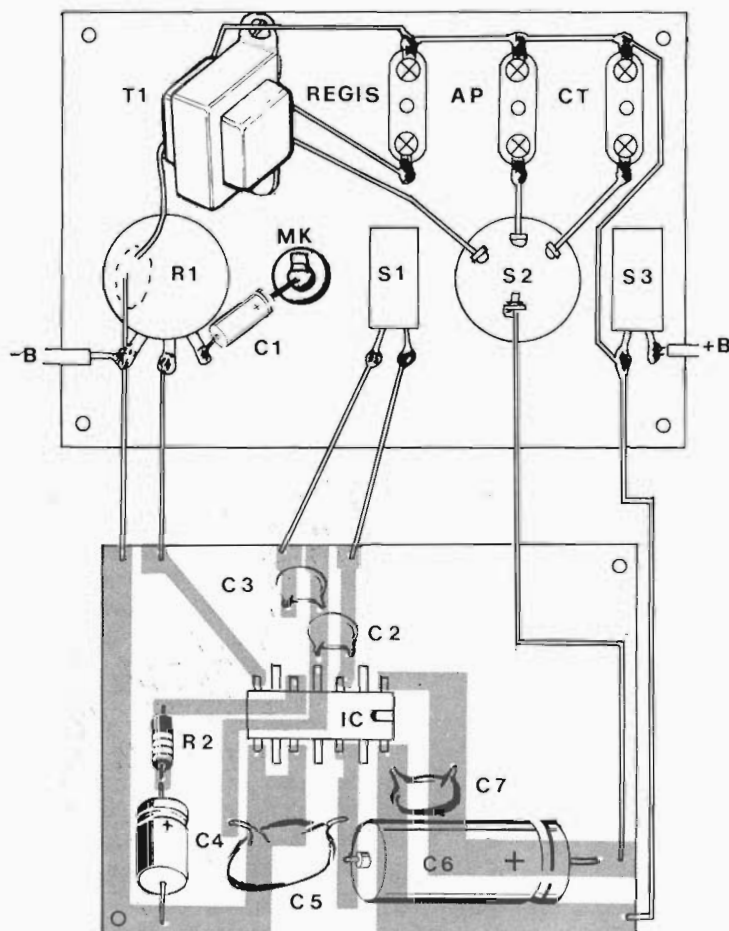 T1
REGIS
AP
CT
R1
MK
S1
S2
S3
C1
-B
+B
C3
C2
IC
R2
C7
C4
+
C6
+
C5